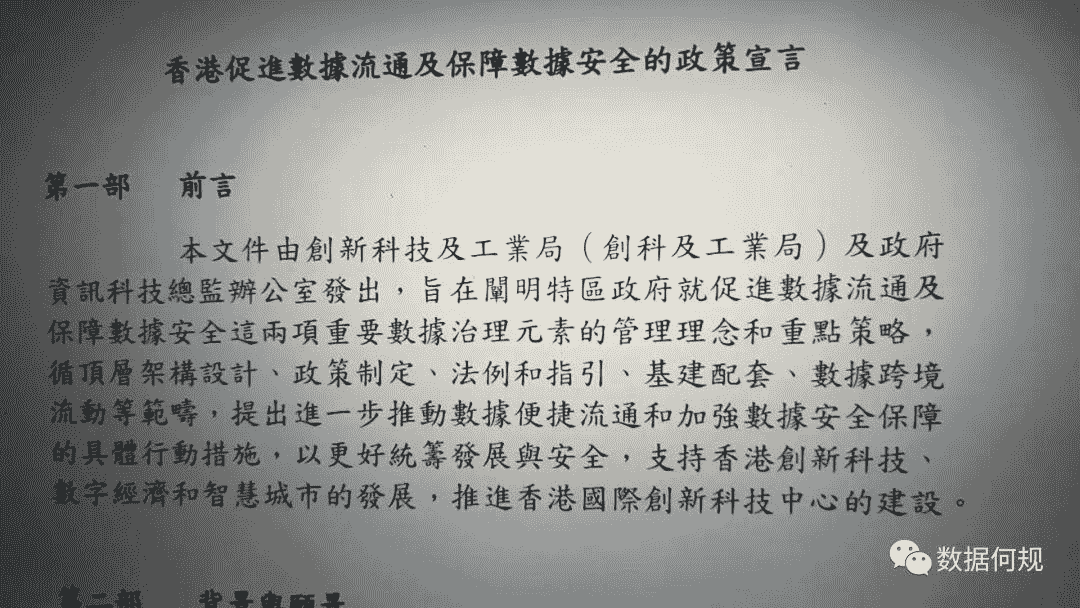 香港促進數據流通及保障數據安全的政策宣言
第一部 前言
本文件由創新科技及工業局（創科及工業局）及政府
資訊科技總監辦公室發出，旨在闡明特區政府就促進數據流通及
保障數據安全這兩項重要數據治理元素的管理理念和重點策略，
循頂層架構設計、政策制定、法例和指引、基建配套、數據跨境
流動等範疇，提出進一步推動數據便捷流通和加強數據安全保障
的具體行動措施，以更好統籌發展與安全，支持香港創新科技、
數字經濟和智慧城市的發展，推進香港國際創新科技中心的建設。
第二部 背景與願景
数据何规